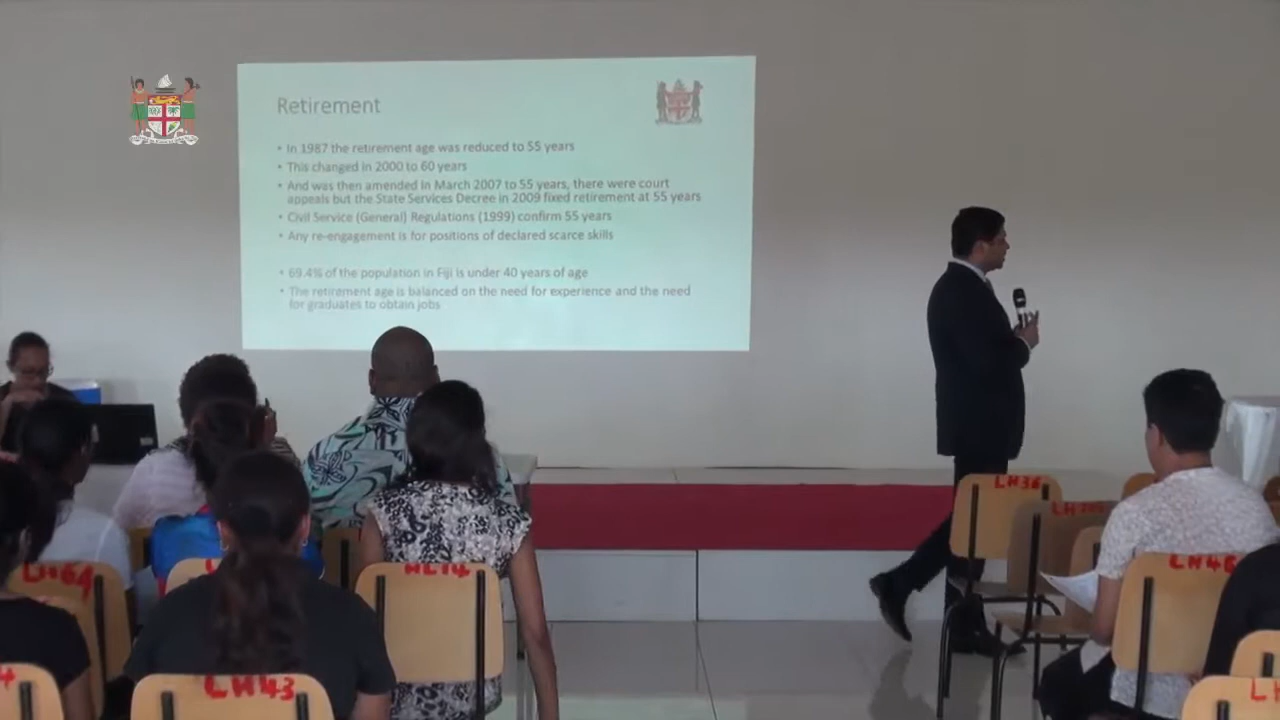 Retirement
• In 1987 the retirement age was reduced to 55 years
• This changed in 2000 to 60 years
• And was then amended in March 2007 to 55 years, there were court
appeals but the State Services Decree in 2009 fixed retirement at 55 years
• Civil Service (General) Regulations (1999) confirm 55 years
• Any re-engagement is for positions of declared scarce skills
• 69.4% of the population in Fiji is under 40 years of age
• The retirement age is balanced on the need for experience and the need
for graduates to obtain jobs
LH36
LH46
LH43